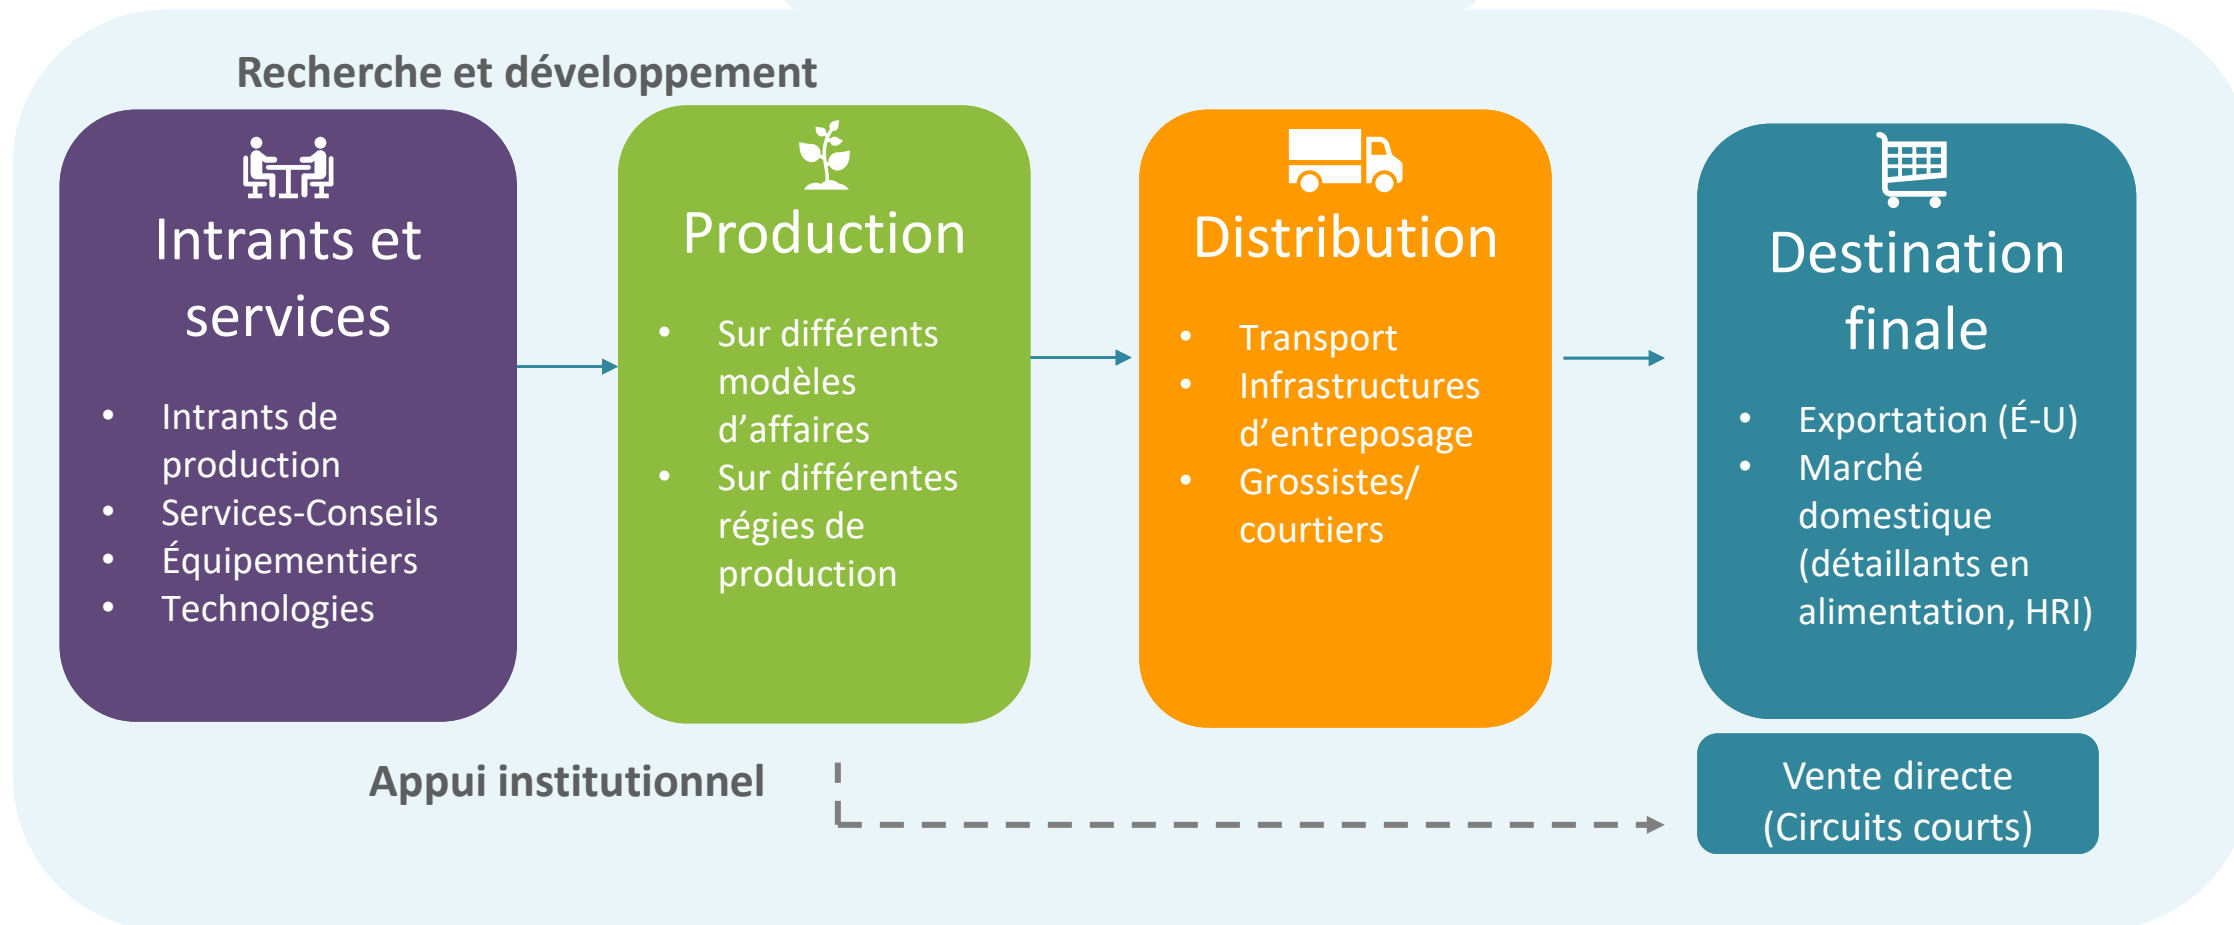 Recherche et développement
Intrants et
services
• Intrants de
production
• Services-Conseils
• Équipementiers
• Technologies
Production
• Sur différents
modèles
d’affaires
• Sur différentes
régies de
production
Distribution
• Transport
• Infrastructures
d’entreposage
• Grossistes/
courtiers
Destination
finale
• Exportation (É-U)
• Marché
domestique
(détaillants en
alimentation, HRI)
Appui institutionnel
Vente directe
(Circuits courts)